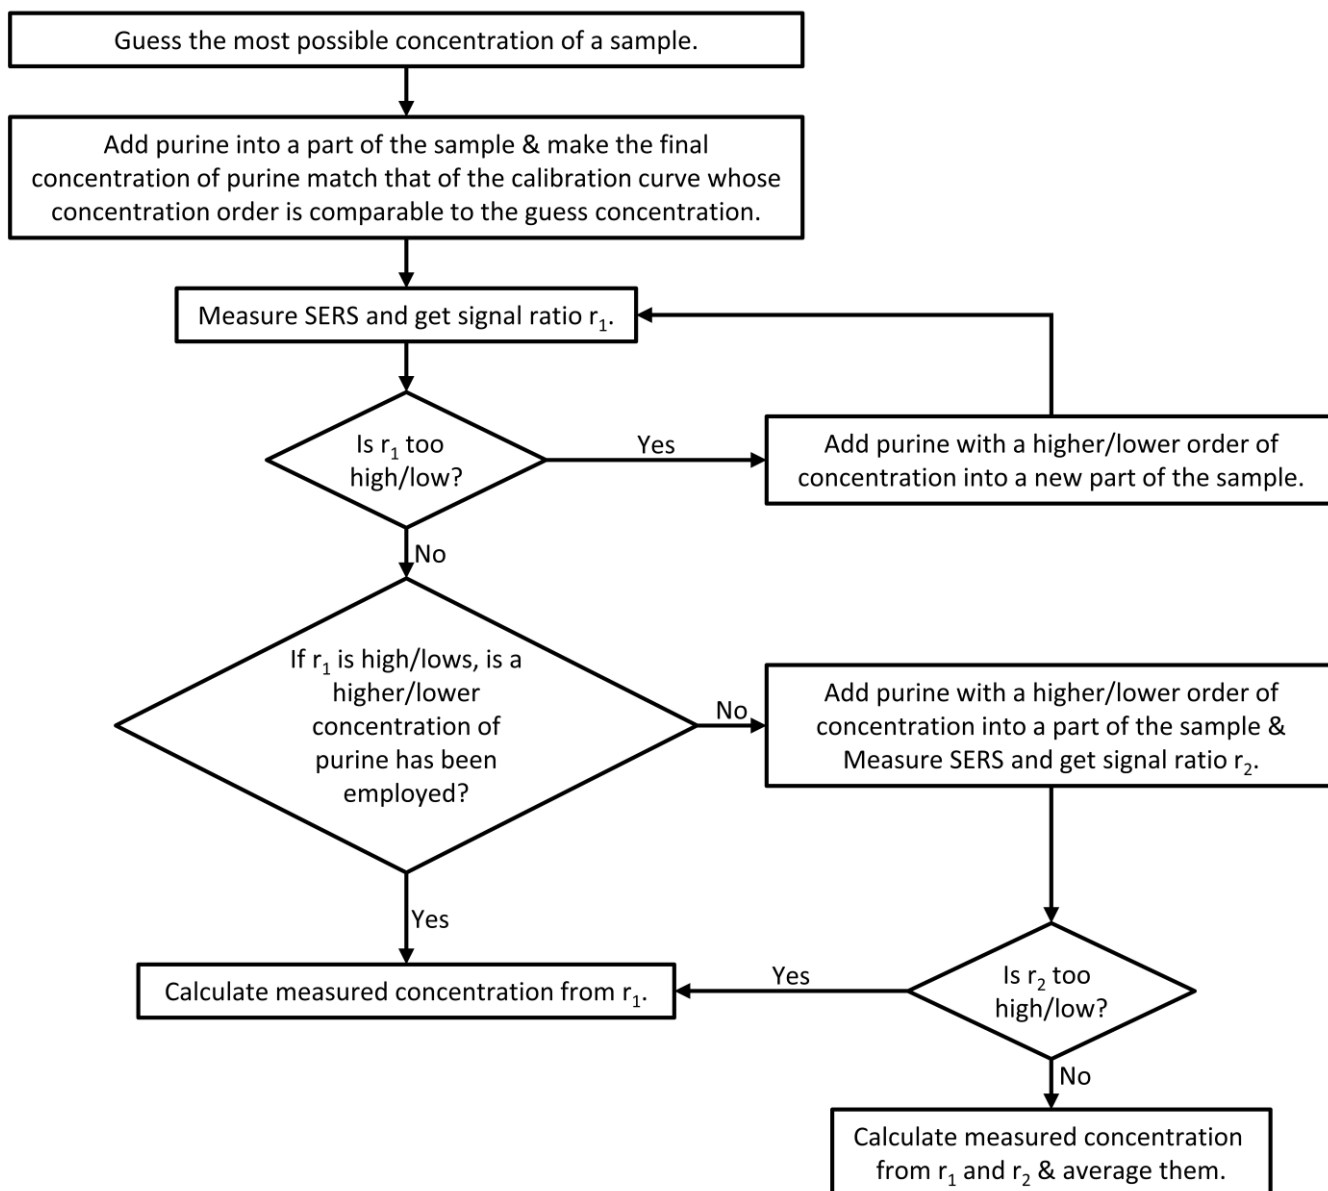 Guess the most possible concentration of a sample.
Add purine into a part of the sample & make the final
concentration of purine match that of the calibration curve whose
concentration order is comparable to the guess concentration.
Measure SERS and get signal ratio r₁.
Is r₁ too
high/low?
Yes
Add purine with a higher/lower order of
concentration into a new part of the sample.
No
If r₁ is high/lows, is a
higher/lower
concentration of
purine has been
employed?
No
Add purine with a higher/lower order of
concentration into a part of the sample &
Measure SERS and get signal ratio r₂.
Yes
Calculate measured concentration from r₁.
Yes
Is r₂ too
high/low?
No
Calculate measured concentration
from r₁ and r₂ & average them.